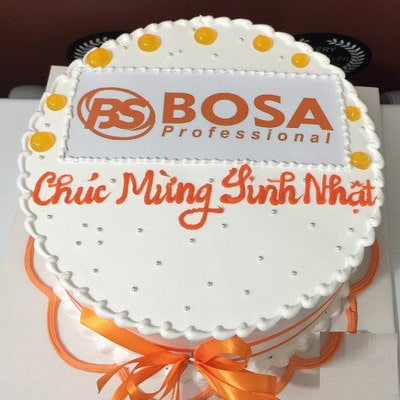 BS BOSA
Professional
Chúc Mừng Sinh Nhật